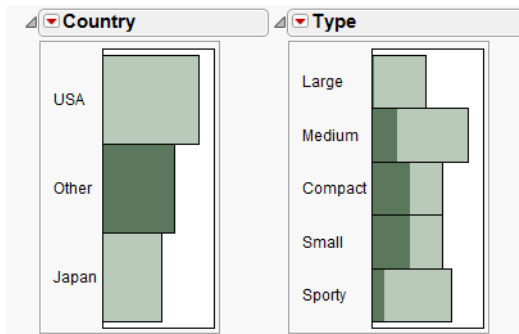 Country
USA
Other
Japan
Type
Large
Medium
Compact
Small
Sporty